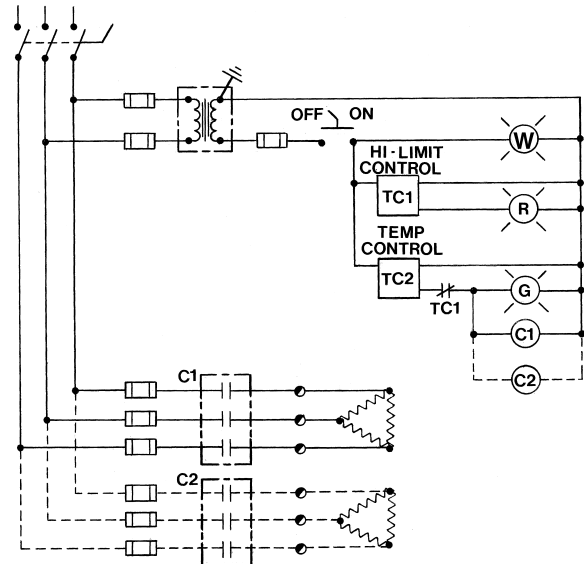 OFF ON
W
HI-LIMIT
CONTROL
TC1
R
TEMP
CONTROL
TC2
TC1
G
C1
C2
C1
C2